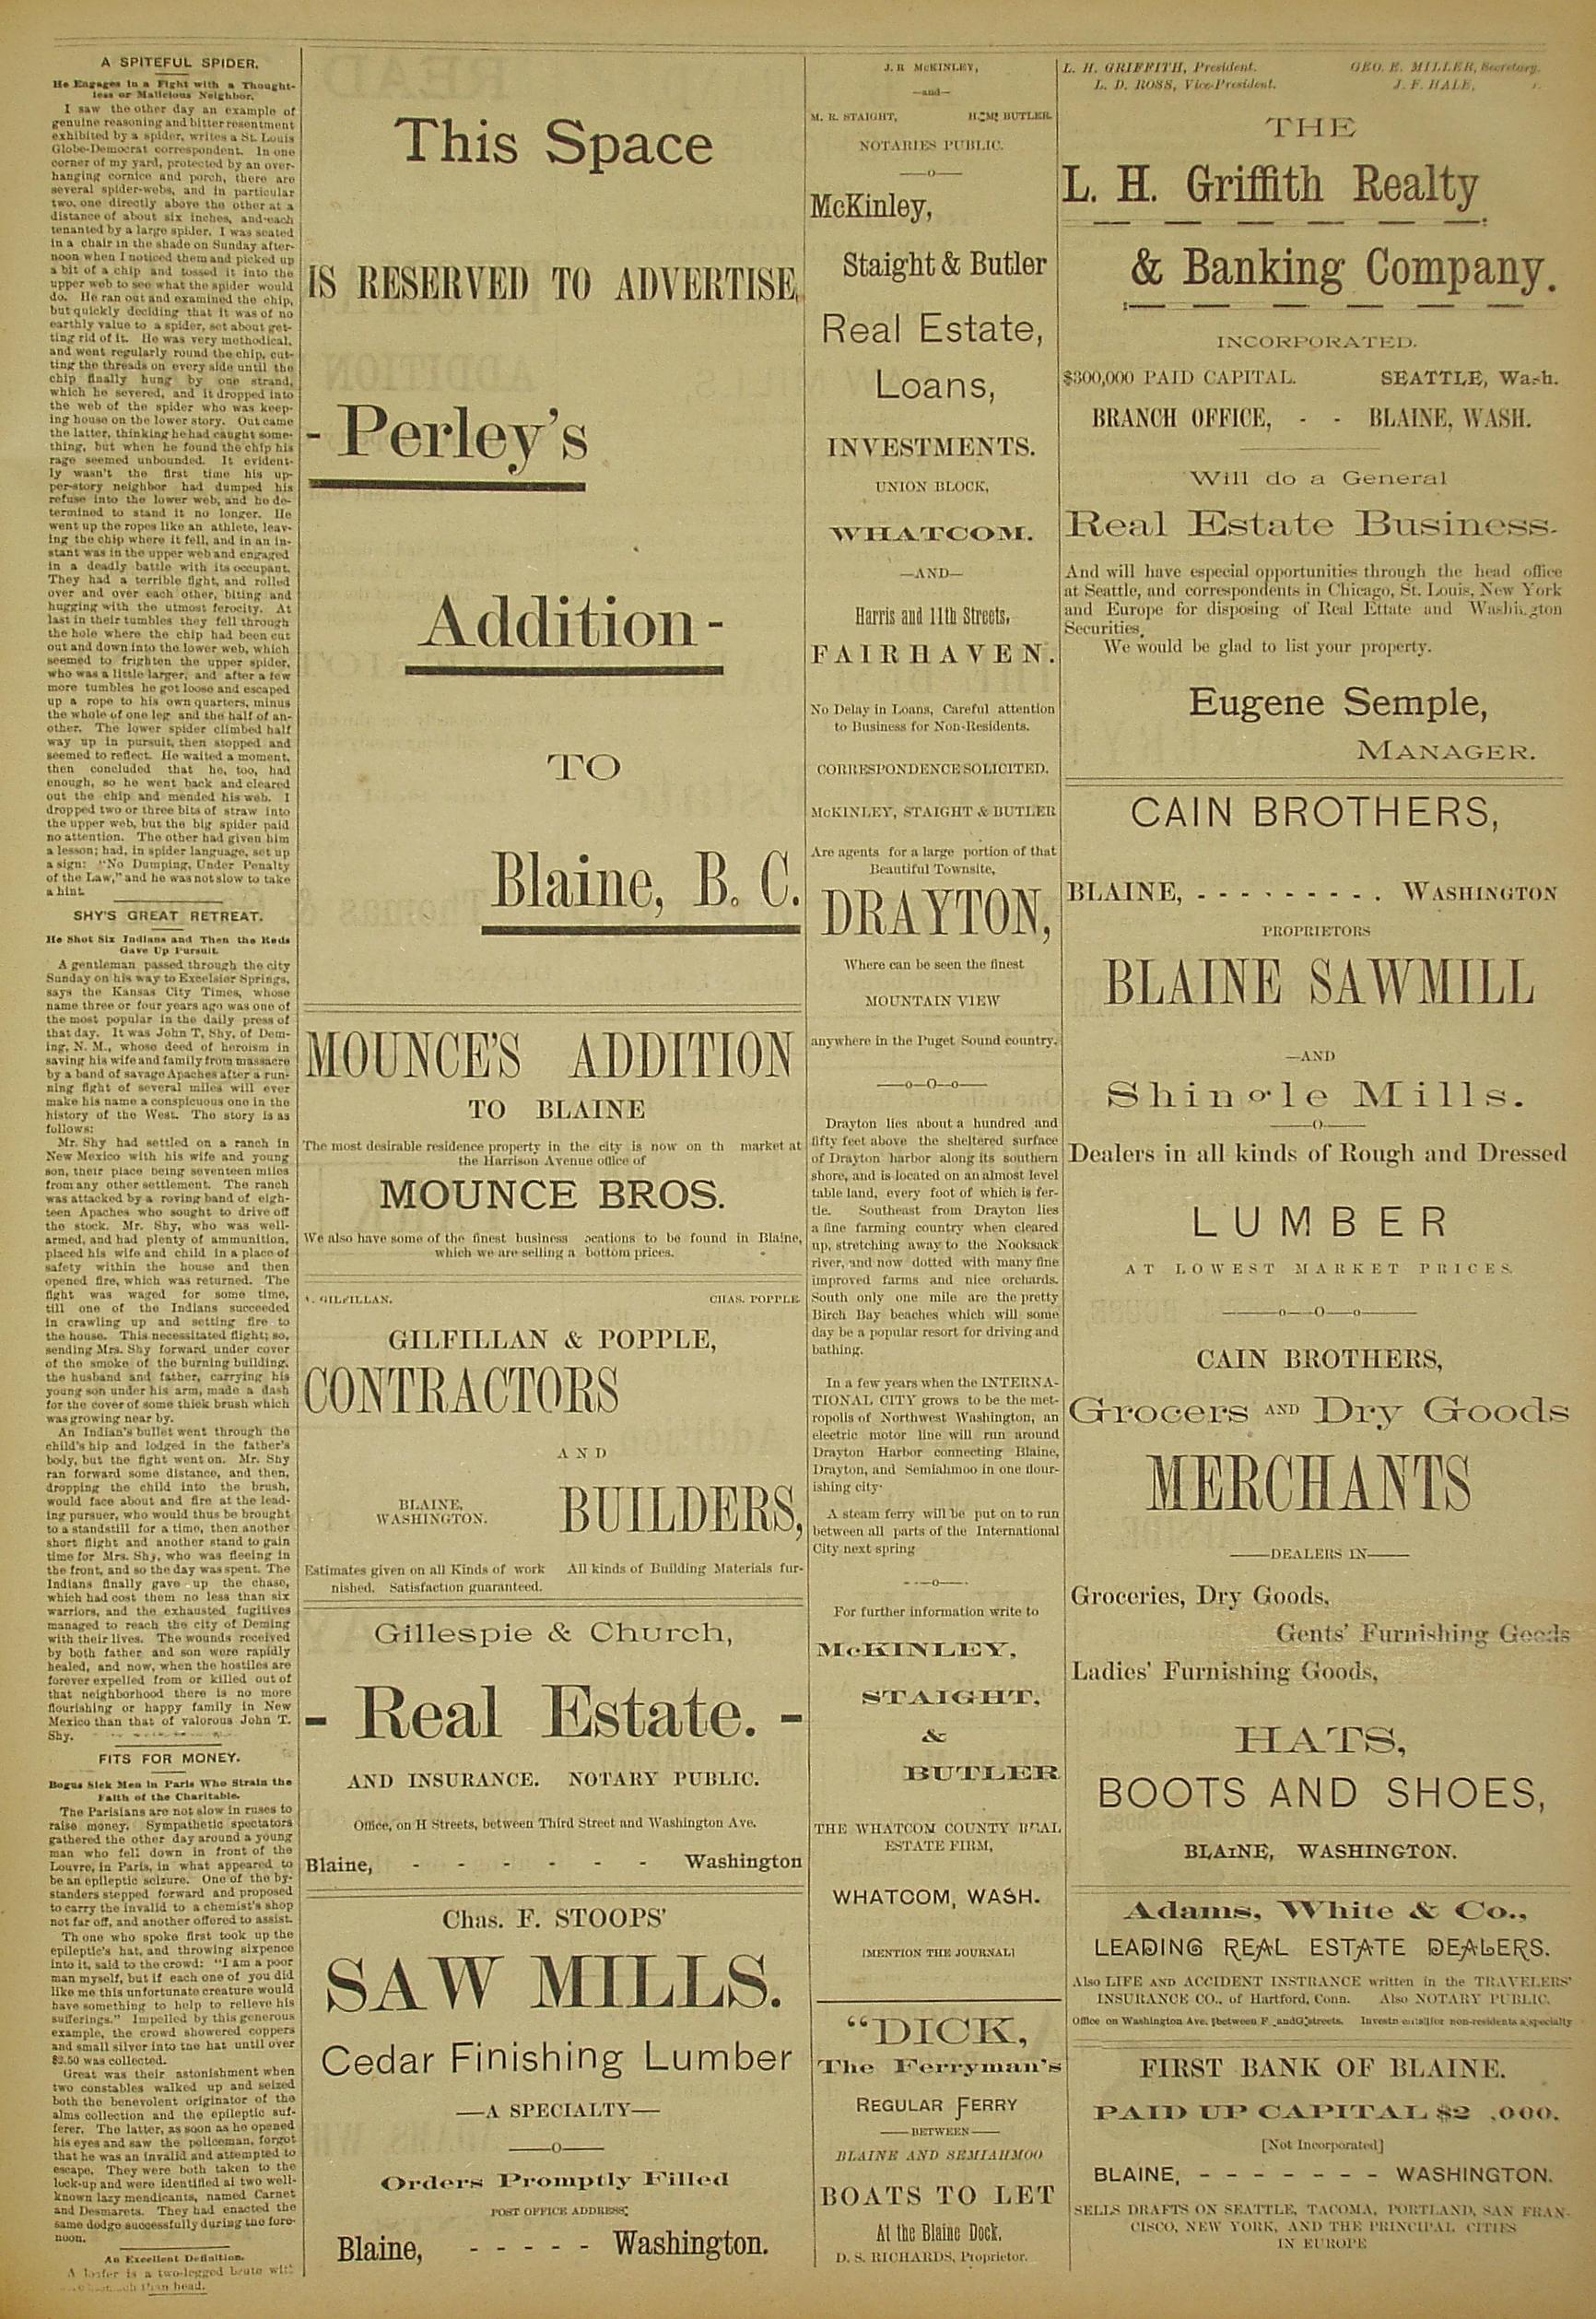 A SPITEFUL SPIDER.
He Engages in a Fight with a Thought-
less or Malicious Neighbor.
I saw the other day an example of
genuine reasoning and bitter resentment
exhibited by a spider, writes a St. Louis
Globe-Democrat correspondent. In one
corner of my yard, protected by an over-
hanging cornice and porch, there are
several spider-webs, and in particular
two, one directly above the other at a
distance of about six inches, and each
tenanted by a large spider. I was seated
in a chair in the shade on Sunday after-
noon when I noticed them and picked up
a bit of a chip and tossed it into the
upper web to see what the spider would
do. He ran out and examined the chip,
but quickly deciding that it was of no
earthly value to a spider, set about get-
ting rid of it. He was very methodical,
and went regularly round the chip, cut-
ting the threads on every side until the
chip finally hung by one strand,
which he severed, and it dropped into
the web of the spider who was keep-
ing house on the lower story. Out came
the latter, thinking he had caught some-
thing, but when he found the chip his
rage seemed unbounded. It evident-
ly wasn't the first time his up-
per-story neighbor had dumped his
refuse into the lower web, and he de-
termined to stand it no longer. He
went up the ropes like an athlete, leav-
ing the chip where it fell, and in an in-
stant was in the upper web and engaged
in a deadly battle with its occupant.
They had a terrible fight, and rolled
over and over each other, biting and
hugging with the utmost ferocity. At
last in their tumbles they fell through
the hole where the chip had been cut
out and down into the lower web, which
seemed to frighten the upper spider,
who was a little larger, and after a few
more tumbles he got loose and escaped
up a rope to his own quarters, minus
the whole of one leg and the half of an-
other. The lower spider climbed half
way up in pursuit, then stopped and
seemed to reflect. He waited a moment,
then concluded that he, too, had
enough, so he went back and cleared
out the chip and mended his web. I
dropped two or three bits of straw into
the upper web, but the big spider paid
no attention. The other had given him
a lesson; had, in spider language, set up
a sign: "No Dumping, Under Penalty
of the Law," and he was not slow to take
a hint.
SHY'S GREAT RETREAT.
He Shot Six Indians and Then the Reds
Gave Up Pursuit.
A gentleman passed through the city
Sunday on his way to Excelsior Springs,
says the Kansas City Times, whose
name three or four years ago was one of
the most popular in the daily press of
that day. It was John T. Shy, of Dem-
ing, N. M., whose deed of heroism in
saving his wife and family from massacre
by a band of savage Apaches after a run-
ning fight of several miles will ever
make his name a conspicuous one in the
history of the West. The story is as
follows:
Mr. Shy had settled on a ranch in
New Mexico with his wife and young
son, their place being seventeen miles
from any other settlement. The ranch
was attacked by a roving band of eigh-
teen Apaches who sought to drive off
the stock. Mr. Shy, who was well-
armed, and had plenty of ammunition,
placed his wife and child in a place of
safety within the house and then
opened fire, which was returned. The
fight was waged for some time,
till one of the Indians succeeded
in crawling up and setting fire to
the house. This necessitated flight; so,
sending Mrs. Shy forward under cover
of the smoke of the burning building,
the husband and father, carrying his
young son under his arm, made a dash
for the cover of some thick brush which
was growing near by.
An Indian's bullet went through the
child's hip and lodged in the father's
body, but the fight went on. Mr. Shy
ran forward some distance, and then,
dropping the child into the brush,
would face about and fire at the lead-
ing pursuer, who would thus be brought
to a standstill for a time, then another
short flight and another stand to gain
time for Mrs. Shy, who was fleeing in
the front, and so the day was spent. The
Indians finally gave up the chase,
which had cost them no less than six
warriors, and the exhausted fugitives
managed to reach the city of Deming
with their lives. The wounds received
by both father and son were rapidly
healed, and now, when the hostiles are
forever expelled from or killed out of
that neighborhood there is no more
flourishing or happy family in New
Mexico than that of valorous John T.
Shy.
FITS FOR MONEY.
Bogus Sick Men in Paris Who Strain the
Faith of the Charitable.
The Parisians are not slow in ruses to
raise money. Sympathetic spectators
gathered the other day around a young
man who fell down in front of the
Louvre, in Paris, in what appeared to
be an epileptic seizure. One of the by-
standers stepped forward and proposed
to carry the invalid to a chemist's shop
not far off, and another offered to assist.
Th one who spoke first took up the
epileptic's hat, and throwing sixpence
into it, said to the crowd: "I am a poor
man myself, but if each one of you did
like me this unfortunate creature would
have something to help to relieve his
sufferings." Impelled by this generous
example, the crowd showered coppers
and small silver into the hat until over
$2.50 was collected.
Great was their astonishment when
two constables walked up and seized
both the benevolent originator of the
alms collection and the epileptic suf-
ferer. The latter, as soon as he opened
his eyes and saw the policeman, forgot
that he was an invalid and attempted to
escape. They were both taken to the
lock-up and were identified at two well-
known lazy mendicants, named Carnet
and Desmarets. They had enacted the
same dodge successfully during the fore-
noon.
An Excellent Definition.
A loafer is a two-legged brute with
than head.
This Space
IS RESERVED TO ADVERTISE
- Perley's
Addition -
TO
Blaine, B. C.
MOUNCE'S ADDITION
TO BLAINE
The most desirable residence property in the city is now on th market at
the Harrison Avenue office of
MOUNCE BROS.
We also have some of the finest business ocations to be found in Blaine,
which we are selling a bottom prices.
GILFILLAN. CHAS. POPPLE
GILFILLAN & POPPLE,
CONTRACTORS
AND
BLAINE,
WASHINGTON.
BUILDERS,
Estimates given on all Kinds of work All kinds of Building Materials fur-
nished. Satisfaction guaranteed.
Gillespie & Church,
- Real Estate. -
AND INSURANCE. NOTARY PUBLIC.
Office, on H Streets, between Third Street and Washington Ave.
Blaine, - - - - - - Washington
Chas. F. STOOPS'
SAW MILLS.
Cedar Finishing Lumber
—A SPECIALTY—
——o——
Orders Promptly Filled
POST OFFICE ADDRESS;
Blaine, - - - - - Washington.
J. R McKINLEY,
—and—
M. R. STAIGHT, H. M. BUTLER.
NOTARIES PUBLIC.
——o——
McKinley,
Staight & Butler
Real Estate,
Loans,
INVESTMENTS.
UNION BLOCK,
WHATCOM.
—AND—
Harris and 11th Streets,
FAIRHAVEN.
No Delay in Loans, Careful attention
to Business for Non-Residents.
CORRESPONDENCE SOLICITED.
McKINLEY, STAIGHT & BUTLER
Are agents for a large portion of that
Beautiful Townsite,
DRAYTON,
Where can be seen the finest
MOUNTAIN VIEW
anywhere in the Puget Sound country.
——o—O—o——
Drayton lies about a hundred and
fifty feet above the sheltered surface
of Drayton harbor along its southern
shore, and is located on an almost level
table land, every foot of which is fer-
tle. Southeast from Drayton lies
a fine farming country when cleared
up, stretching away to the Nooksack
river, and now dotted with many fine
improved farms and nice orchards.
South only one mile are the pretty
Birch Bay beaches which will some
day be a popular resort for driving and
bathing.
In a few years when the INTERNA-
TIONAL CITY grows to be the met-
ropolis of Northwest Washington, an
electric motor line will run around
Drayton Harbor connecting Blaine,
Drayton, and Semiahmoo in one flour-
ishing city.
A steam ferry will be put on to run
between all parts of the International
City next spring
——o——
For further information write to
McKINLEY,
STAIGHT,
&
BUTLER
THE WHATCOM COUNTY REAL
ESTATE FIRM,
WHATCOM, WASH.
[MENTION THE JOURNAL]
"DICK,
The Ferryman's
REGULAR FERRY
——BETWEEN——
BLAINE AND SEMIAHMOO
BOATS TO LET
At the Blaine Dock.
D. S. RICHARDS, Proprietor.
L. H. GRIFFITH, President. GEO. E. MILLER, Secretary.
L. D. ROSS, Vice-President. J. F. HALE,
THE
L. H. Griffith Realty
& Banking Company.
INCORPORATED.
$300,000 PAID CAPITAL. SEATTLE, Wash.
BRANCH OFFICE, - - BLAINE, WASH.
Will do a General
Real Estate Business.
And will have especial opportunities through the head office
at Seattle, and correspondents in Chicago, St. Louis, New York
and Europe for disposing of Real Ettate and Washington
Securities.
We would be glad to list your property.
Eugene Semple,
MANAGER.
CAIN BROTHERS,
BLAINE, - - - - - - - - . WASHINGTON
PROPRIETORS
BLAINE SAWMILL
—AND
Shingle Mills.
——O——
Dealers in all kinds of Rough and Dressed
LUMBER
AT LOWEST MARKET PRICES.
——o—O—o——
CAIN BROTHERS,
Grocers AND Dry Goods
MERCHANTS
——DEALERS IN——
Groceries, Dry Goods,
Gents' Furnishing Goods
Ladies' Furnishing Goods,
HATS,
BOOTS AND SHOES,
BLAINE, WASHINGTON.
Adams, White & Co.,
LEADING REAL ESTATE DEALERS.
Also LIFE AND ACCIDENT INSTRANCE written in the TRAVELERS'
INSURANCE CO., of Hartford, Conn. Also NOTARY PUBLIC.
Office on Washington Ave. between F and G streets. for non-residents a specialty
FIRST BANK OF BLAINE.
PAID UP CAPITAL $2 ,000.
[Not Incorporated]
BLAINE, - - - - - - - WASHINGTON.
SELLS DRAFTS ON SEATTLE, TACOMA, PORTLAND, SAN FRAN-
CISCO, NEW YORK, AND THE PRINCIPAL CITIES
IN EUROPE